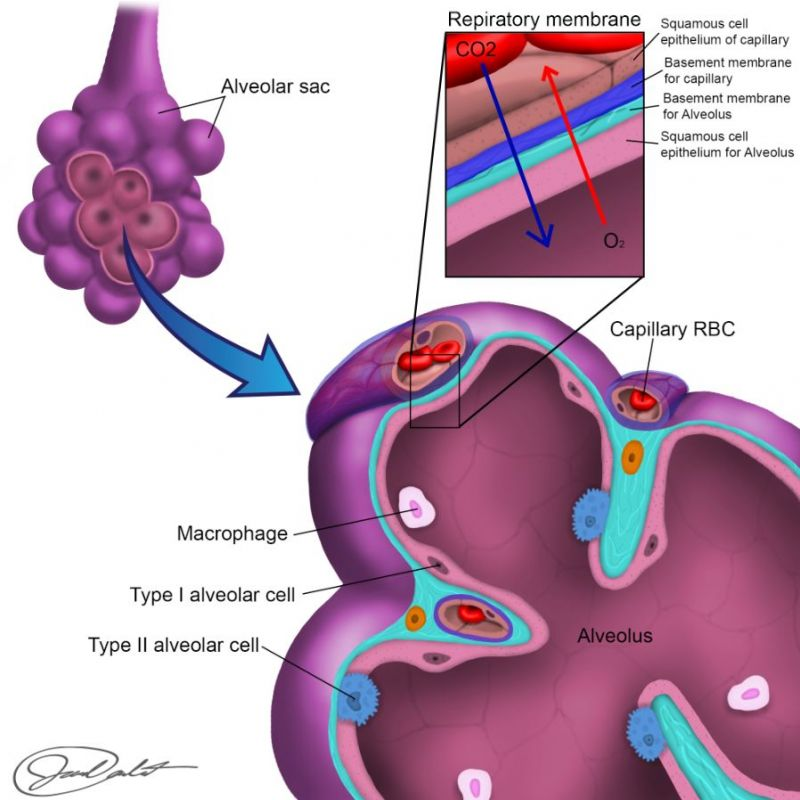 Repiratory membrane
CO2
O₂
Squamous cell
epithelium of capillary
Basement membrane
for capillary
Basement membrane
for Alveolus
Squamous cell
epithelium for Alveolus
Alveolar sac
Capillary RBC
Macrophage
Type I alveolar cell
Type II alveolar cell
Alveolus